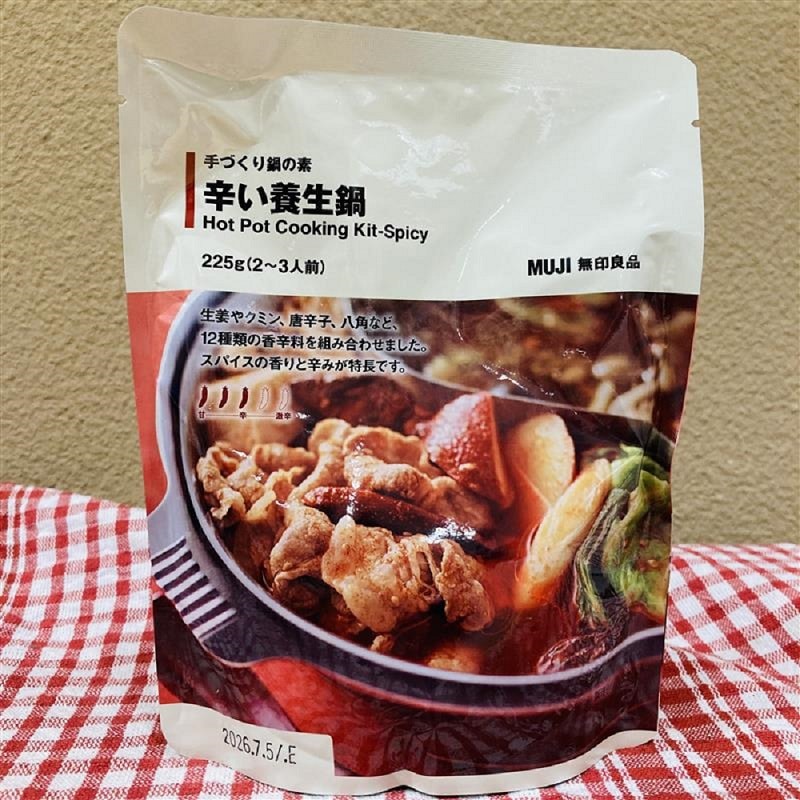 手づくり鍋の素
辛い養生鍋
Hot Pot Cooking Kit-Spicy
225g(2〜3人前)
MUJI 無印良品
生姜やクミン、唐辛子、八角など、
12種類の香辛料を組み合わせました。
スパイスの香りと辛みが特長です。
甘 辛 激辛
2026.7.5/.E